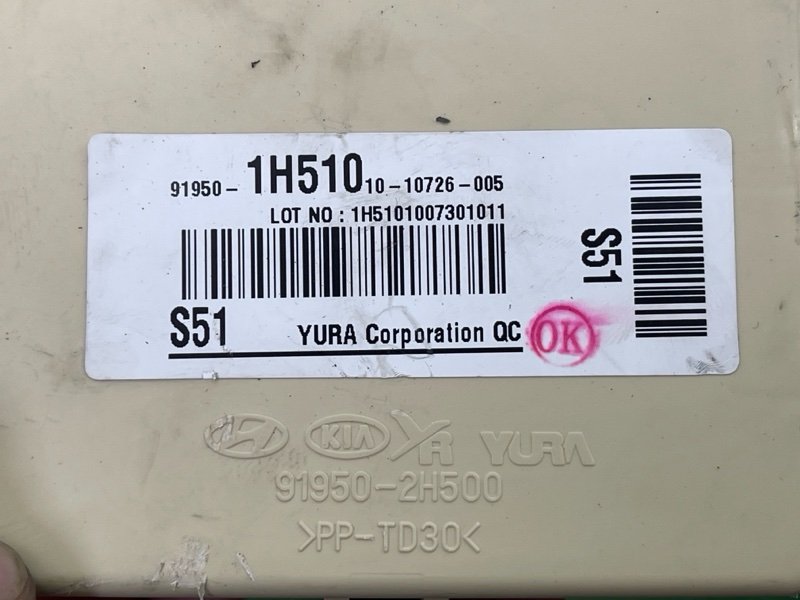 91950- 1H510 10-10726-005
LOT NO : 1H5101007301011
S51
YURA Corporation QC
OK
S51
KIA YR YURA
91950-2H500
>PP-TD30<